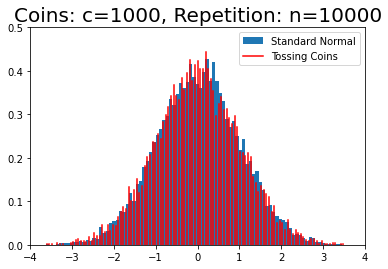 Coins: c=1000, Repetition: n=10000
0.5
0.4
0.3
0.2
0.1
0.0
Standard Normal
Tossing Coins
−4 −3 −2 −1 0 1 2 3 4